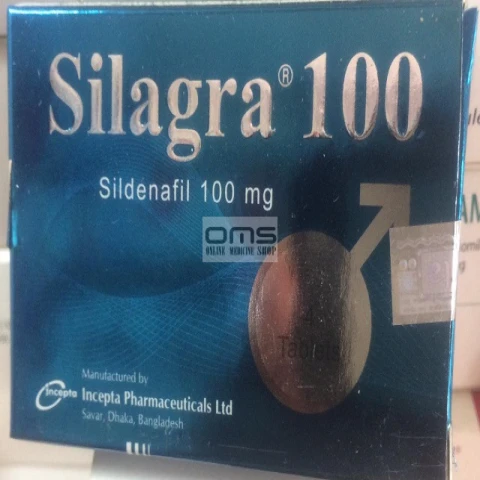 Silagra® 100
Sildenafil 100 mg
oms
ONLINE MEDICINE SHOP
4
Tablets
Manufactured by
Incepta
Incepta Pharmaceuticals Ltd
Savar, Dhaka, Bangladesh